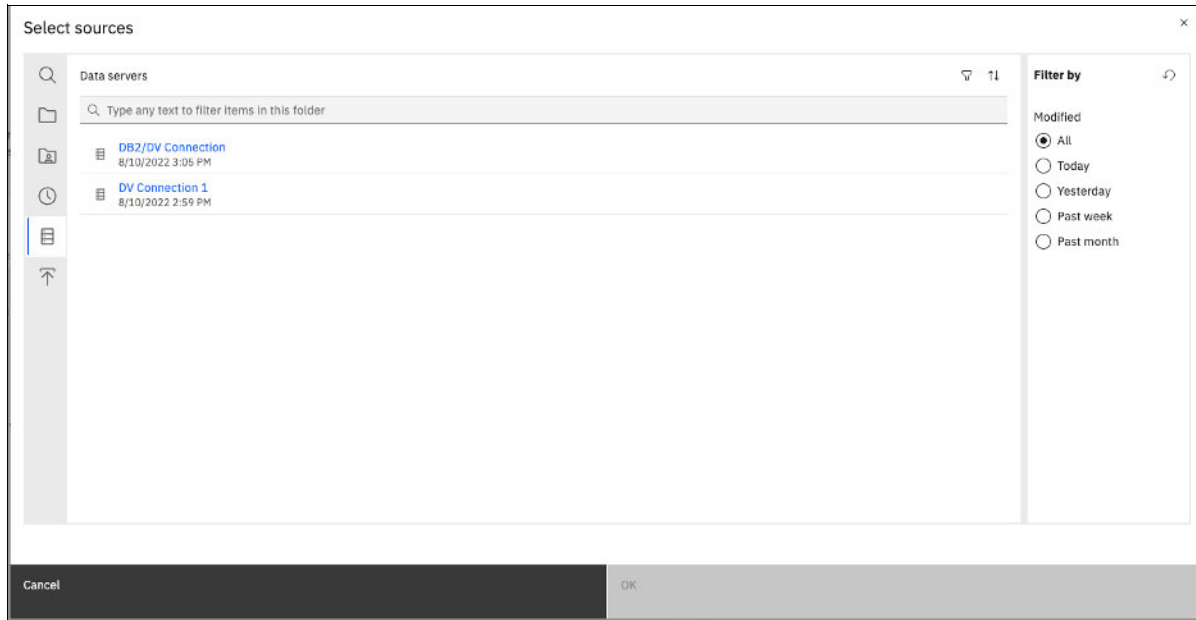 Select sources
Data servers
Type any text to filter items in this folder
DB2/DV Connection
8/10/2022 3:05 PM
DV Connection 1
8/10/2022 2:59 PM
Filter by
Modified
All
Today
Yesterday
Past week
Past month
Cancel
OK